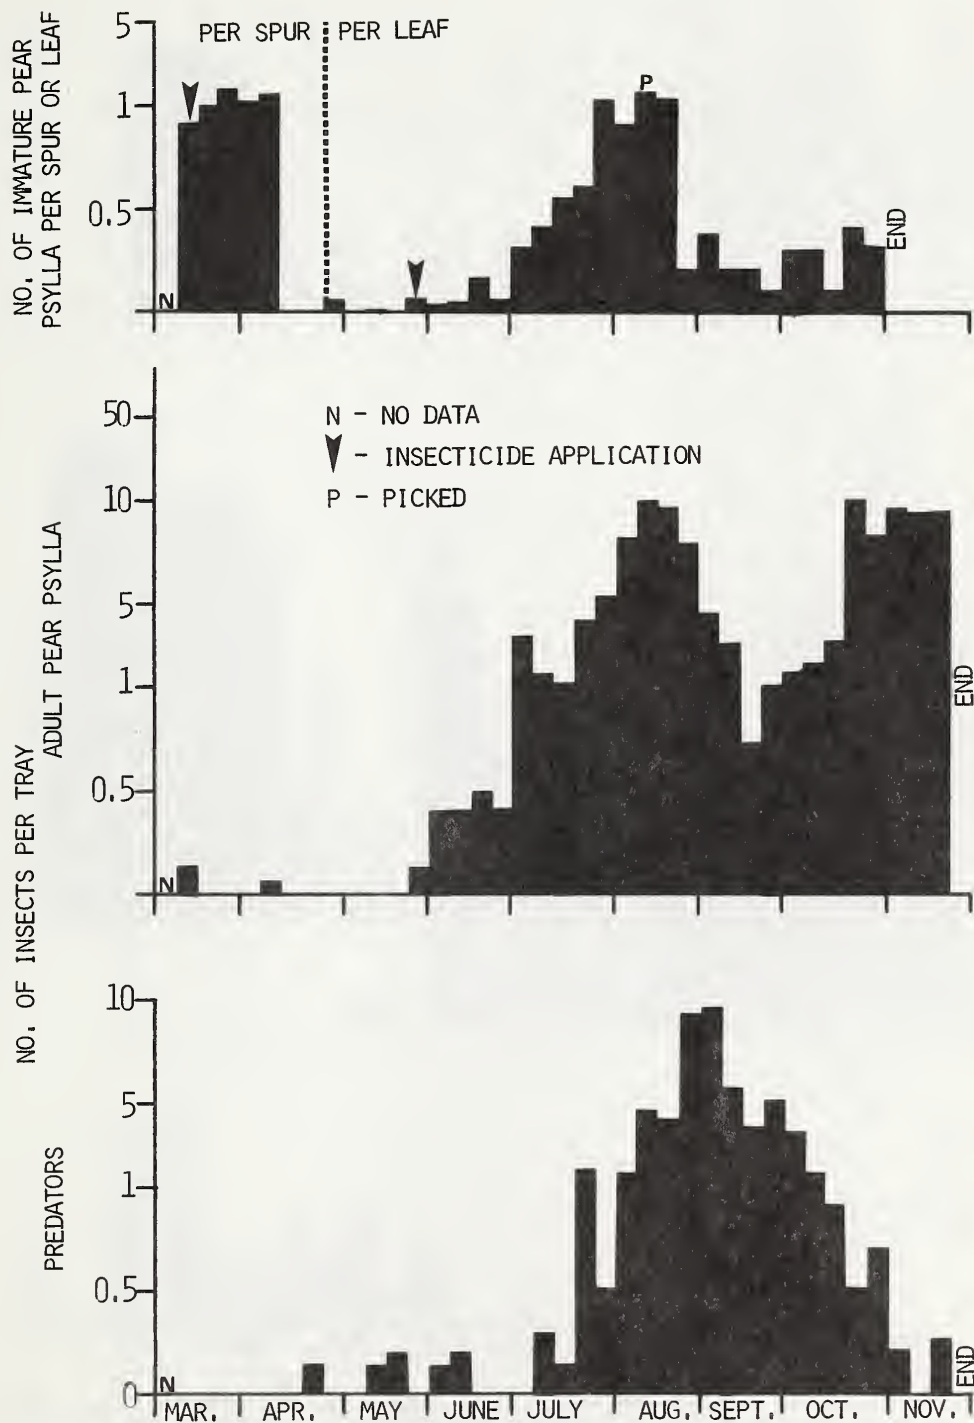 NO. OF IMMATURE PEAR
PSYLLA PER SPUR OR LEAF
5
1
0.5
PER SPUR
PER LEAF
N
P
END
NO. OF INSECTS PER TRAY
ADULT PEAR PSYLLA
50
10
5
1
0.5
N - NO DATA
- INSECTICIDE APPLICATION
P - PICKED
N
END
PREDATORS
10
5
1
0.5
0
N
END
MAR. APR. MAY JUNE JULY AUG. SEPT. OCT. NOV.